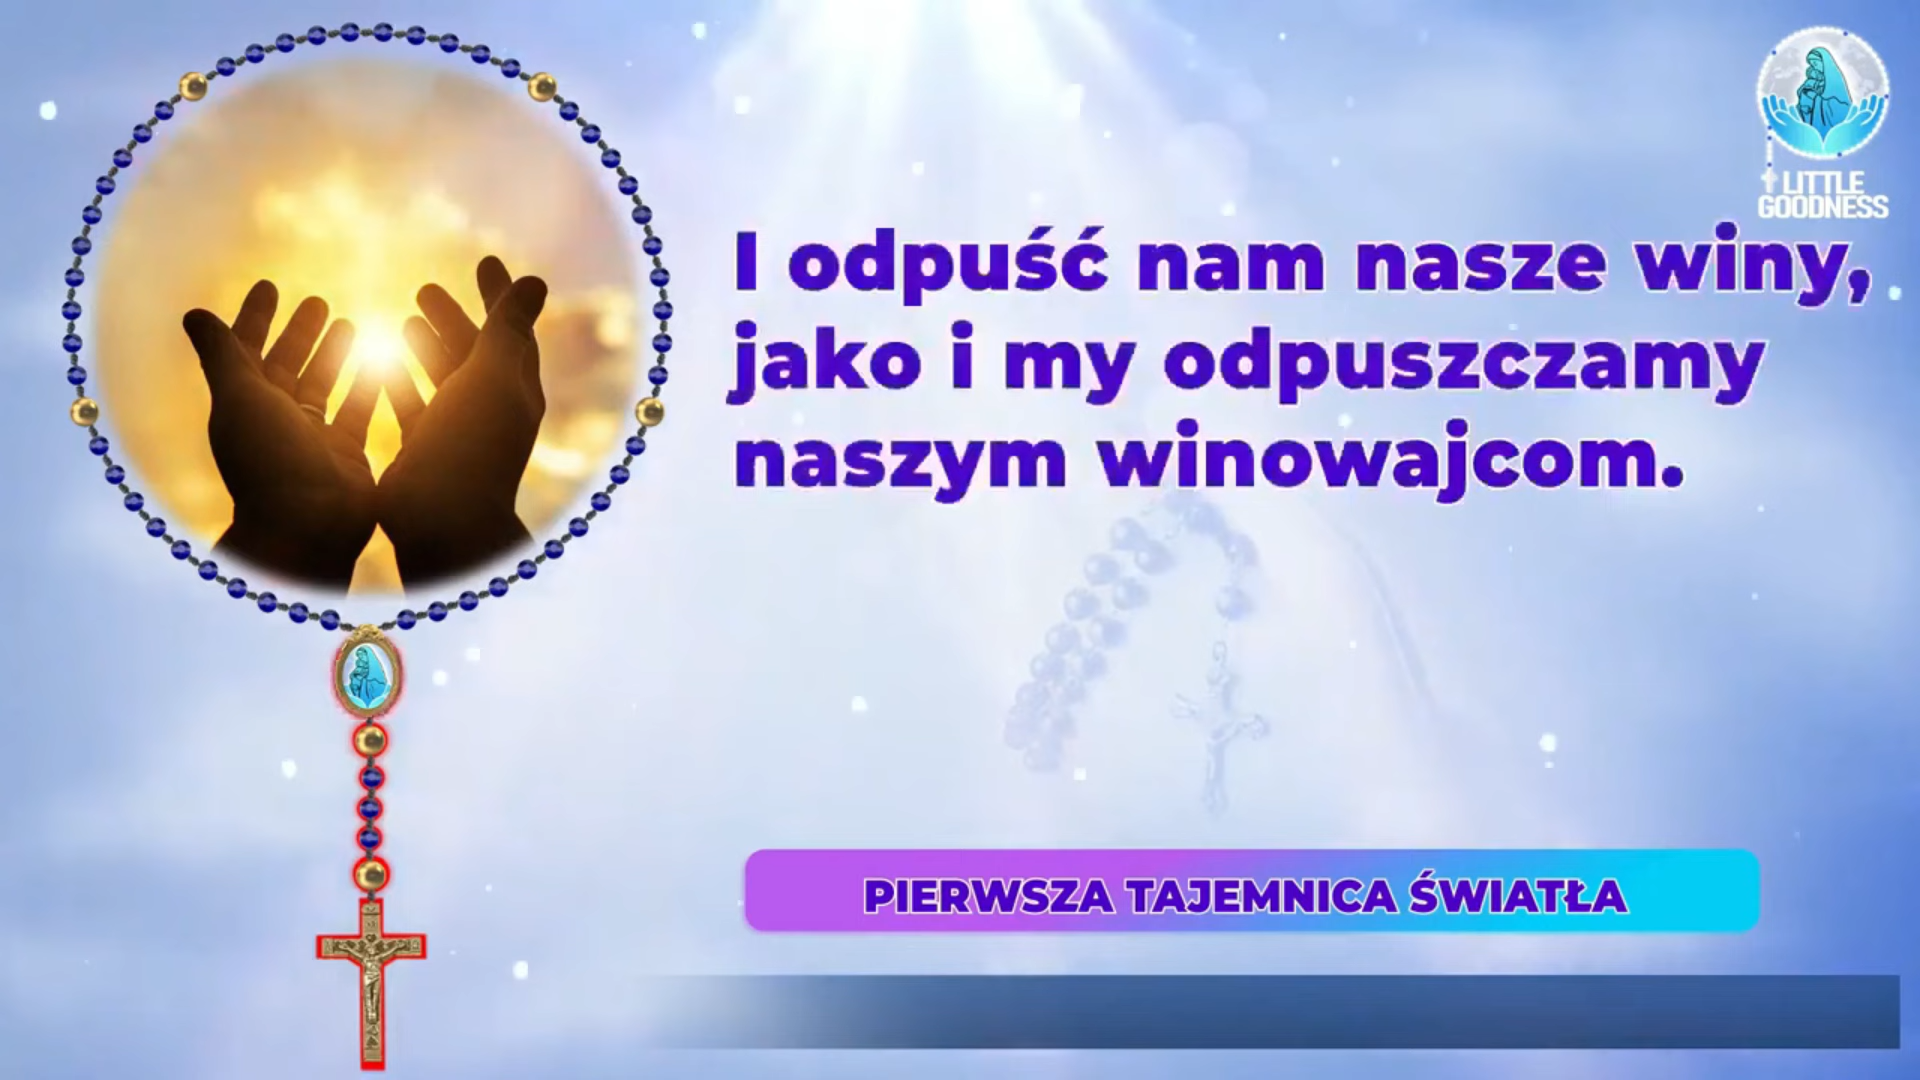 LITTLE
GOODNESS
I odpuść nam nasze winy,
jako i my odpuszczamy
naszym winowajcom.
PIERWSZA TAJEMNICA ŚWIATŁA